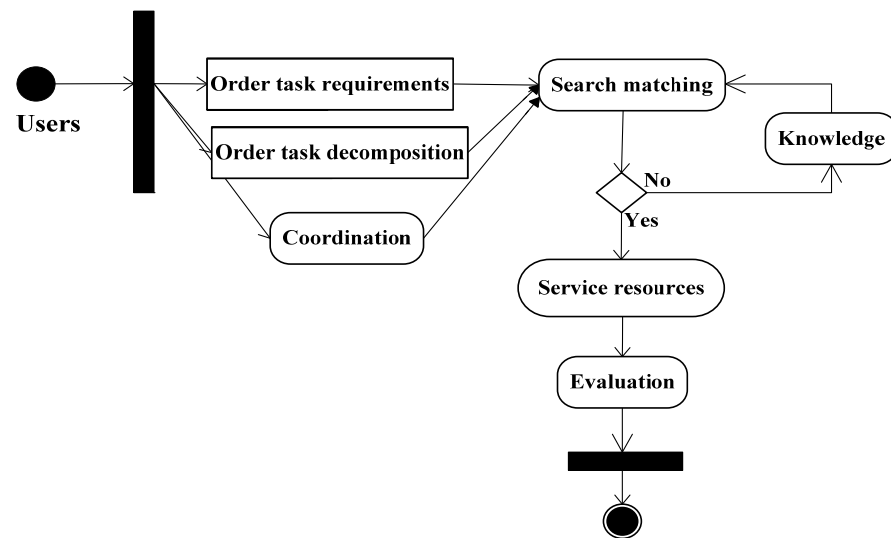 Users
Order task requirements
Order task decomposition
Coordination
Search matching
Knowledge
No
Yes
Service resources
Evaluation